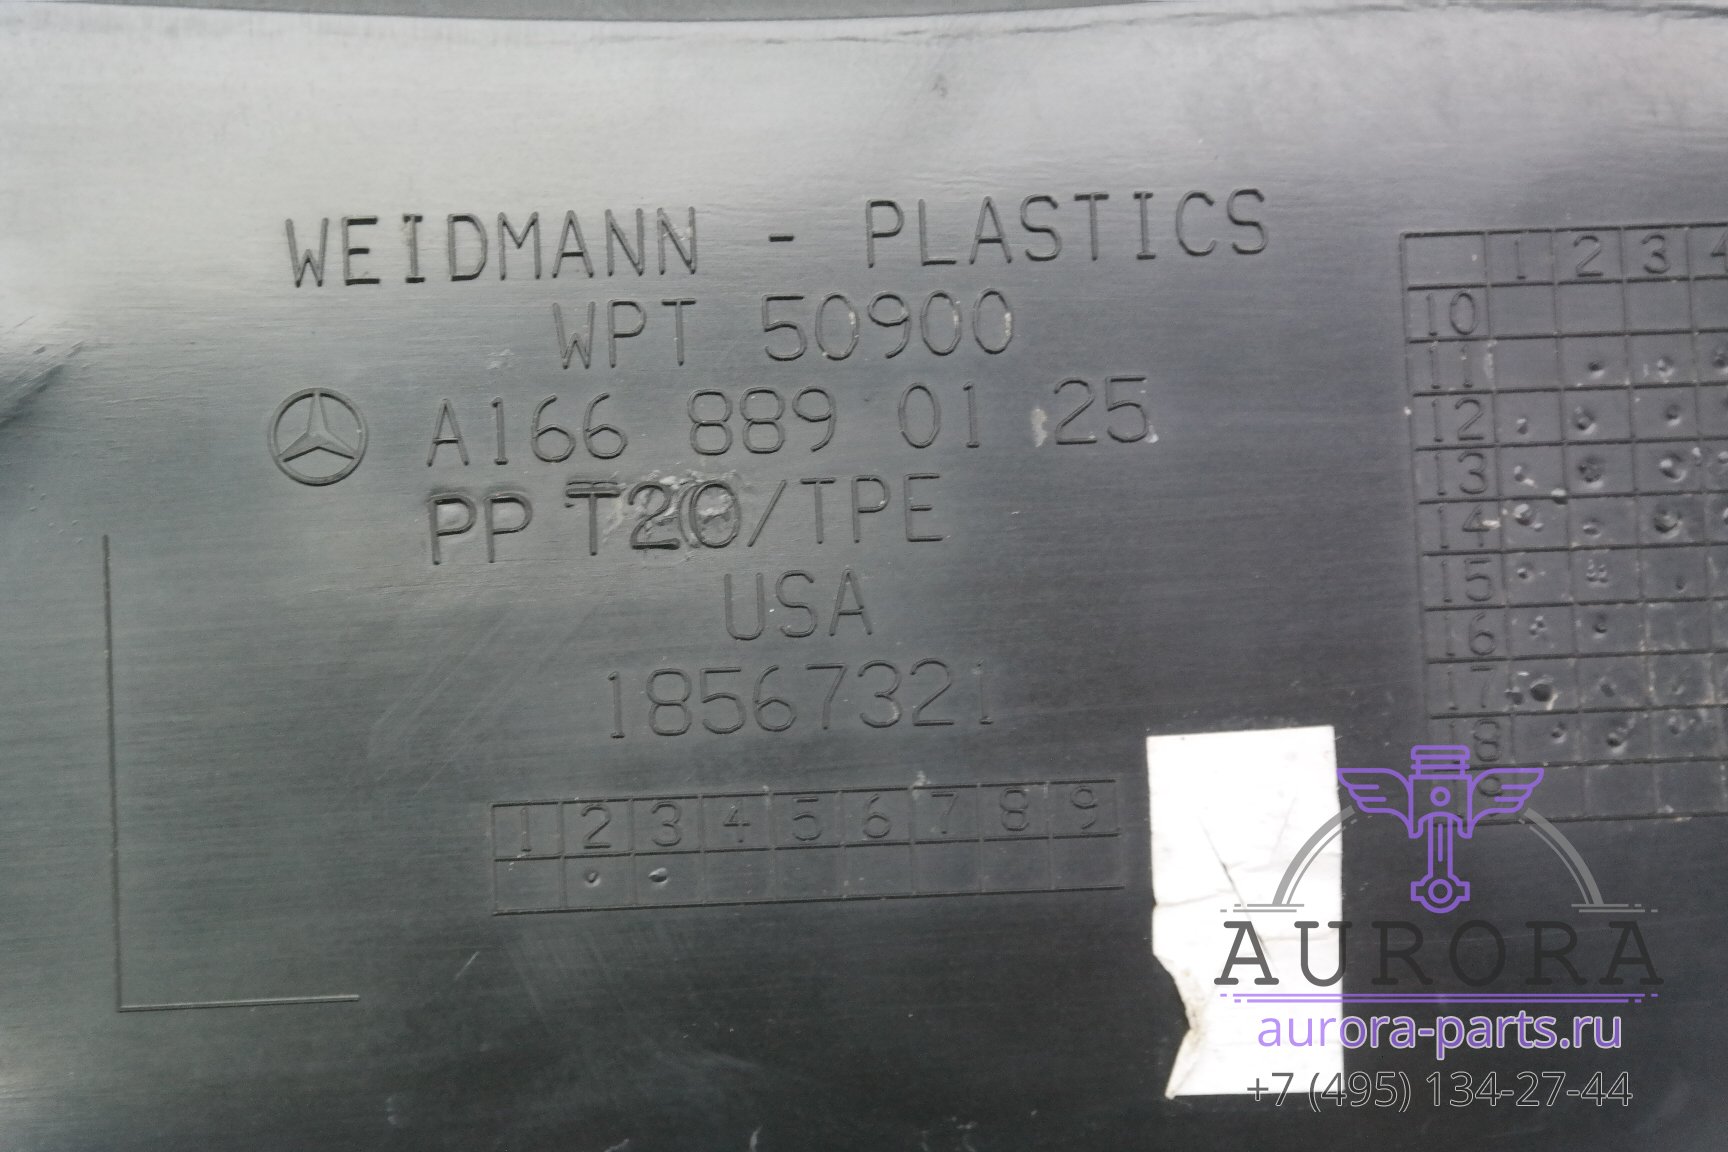 WEIDMANN - PLASTICS
WPT 50900
A166 889 01 25
PP T20/TPE
USA
18567321
1 2 3 4 5 6 7 8 9
1 2 3 4
10
11
12
13
14
15
16
17
18
9
AURORA
aurora-parts.ru
+7 (495) 134-27-44